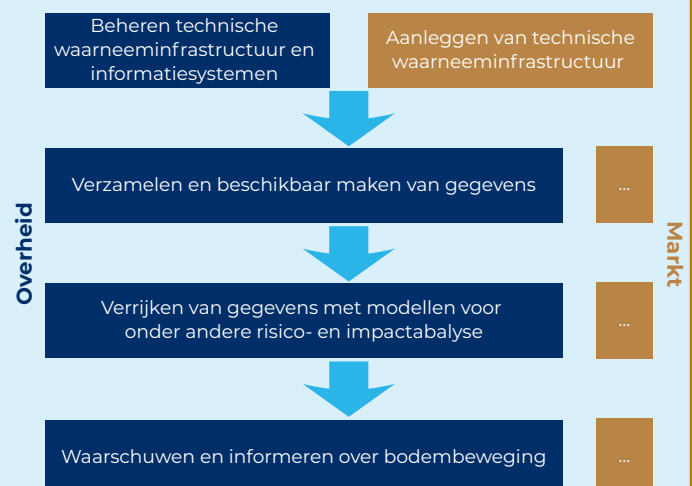 Beheren technische
waarneeminfrastructuur en
informatiesystemen
Aanleggen van technische
waarneeminfrastructuur
Overheid
Verzamelen en beschikbaar maken van gegevens
...
Markt
Verrijken van gegevens met modellen voor
onder andere risico- en impactabalyse
...
Waarschuwen en informeren over bodembeweging
...